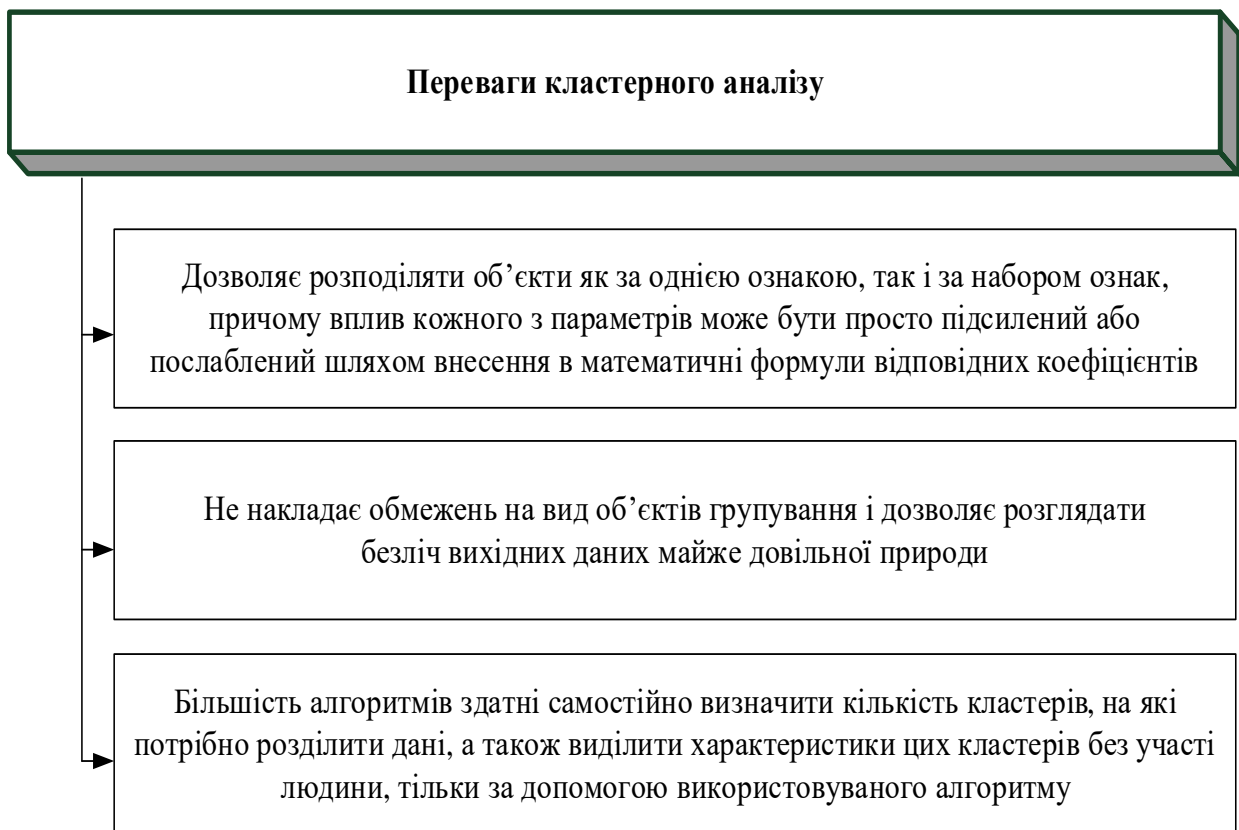 Переваги кластерного аналізу
Дозволяє розподіляти об’єкти як за однією ознакою, так і за набором ознак,
причому вплив кожного з параметрів може бути просто підсилений або
послаблений шляхом внесення в математичні формули відповідних коефіцієнтів
Не накладає обмежень на вид об’єктів групування і дозволяє розглядати
безліч вихідних даних майже довільної природи
Більшість алгоритмів здатні самостійно визначити кількість кластерів, на які
потрібно розділити дані, а також виділити характеристики цих кластерів без участі
людини, тільки за допомогою використовуваного алгоритму